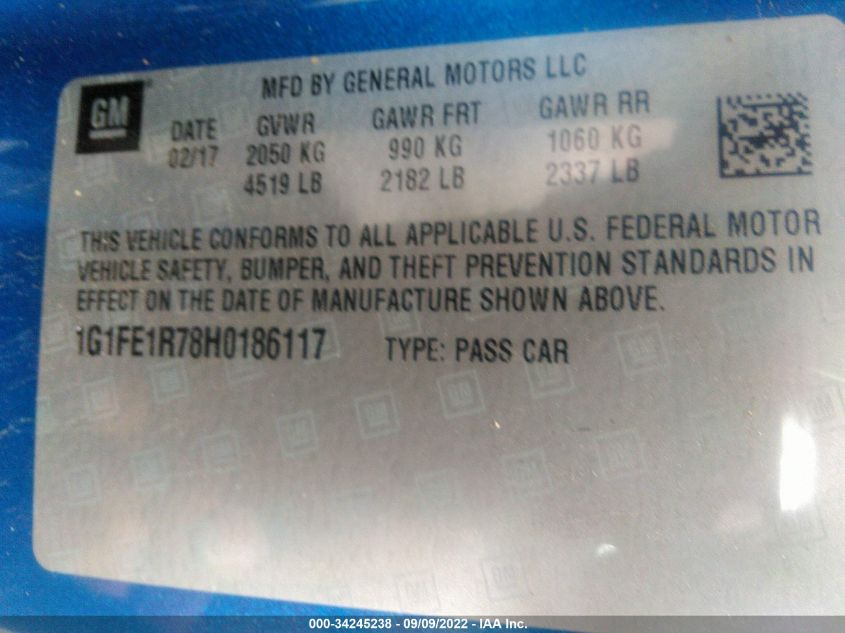 MFD BY GENERAL MOTORS LLC
GM
DATE GVWR GAWR FRT GAWR RR
02/17 2050 KG 990 KG 1060 KG
4519 LB 2182 LB 2337 LB
THIS VEHICLE CONFORMS TO ALL APPLICABLE U.S. FEDERAL MOTOR
VEHICLE SAFETY, BUMPER, AND THEFT PREVENTION STANDARDS IN
EFFECT ON THE DATE OF MANUFACTURE SHOWN ABOVE.
1G1FE1R78H0186117 TYPE: PASS CAR
000-34245238 - 09/09/2022 - IAA Inc.